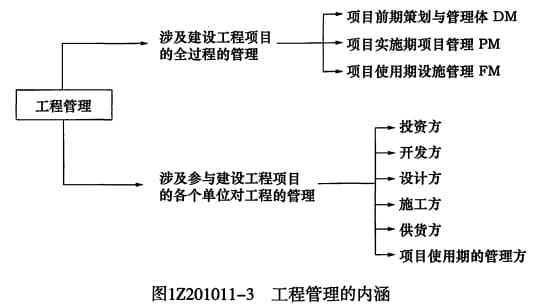 涉及建设工程项目
的全过程的管理
项目前期策划与管理体 DM
项目实施期项目管理 PM
项目使用期设施管理 FM
工程管理
涉及参与建设工程项目
的各个单位对工程的管理
投资方
开发方
设计方
施工方
供货方
项目使用期的管理方
图1Z201011-3 工程管理的内涵